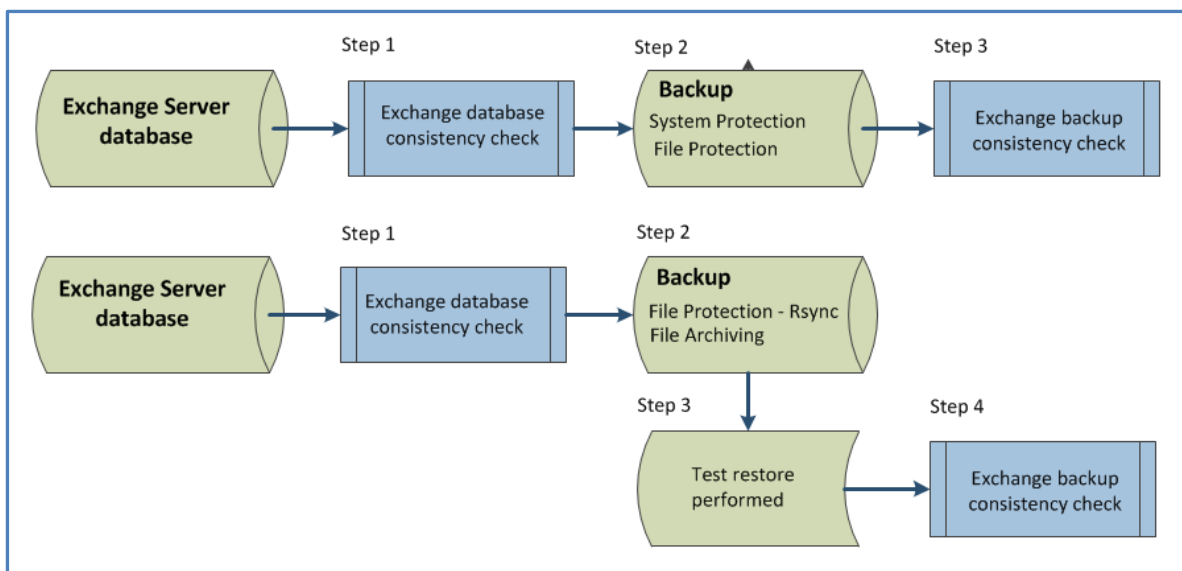 Step 1
Step 2
Step 3
Exchange Server
database
Exchange database
consistency check
Backup
System Protection
File Protection
Exchange backup
consistency check
Step 1
Step 2
Exchange Server
database
Exchange database
consistency check
Backup
File Protection - Rsync
File Archiving
Step 3
Step 4
Test restore
performed
Exchange backup
consistency check